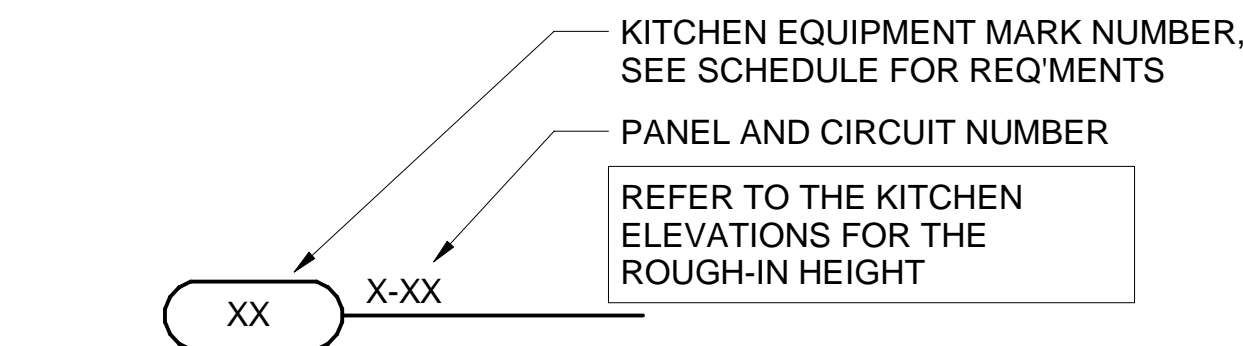 KITCHEN EQUIPMENT MARK NUMBER,
SEE SCHEDULE FOR REQ'MENTS
PANEL AND CIRCUIT NUMBER
REFER TO THE KITCHEN
ELEVATIONS FOR THE
ROUGH-IN HEIGHT
X-XX
XX